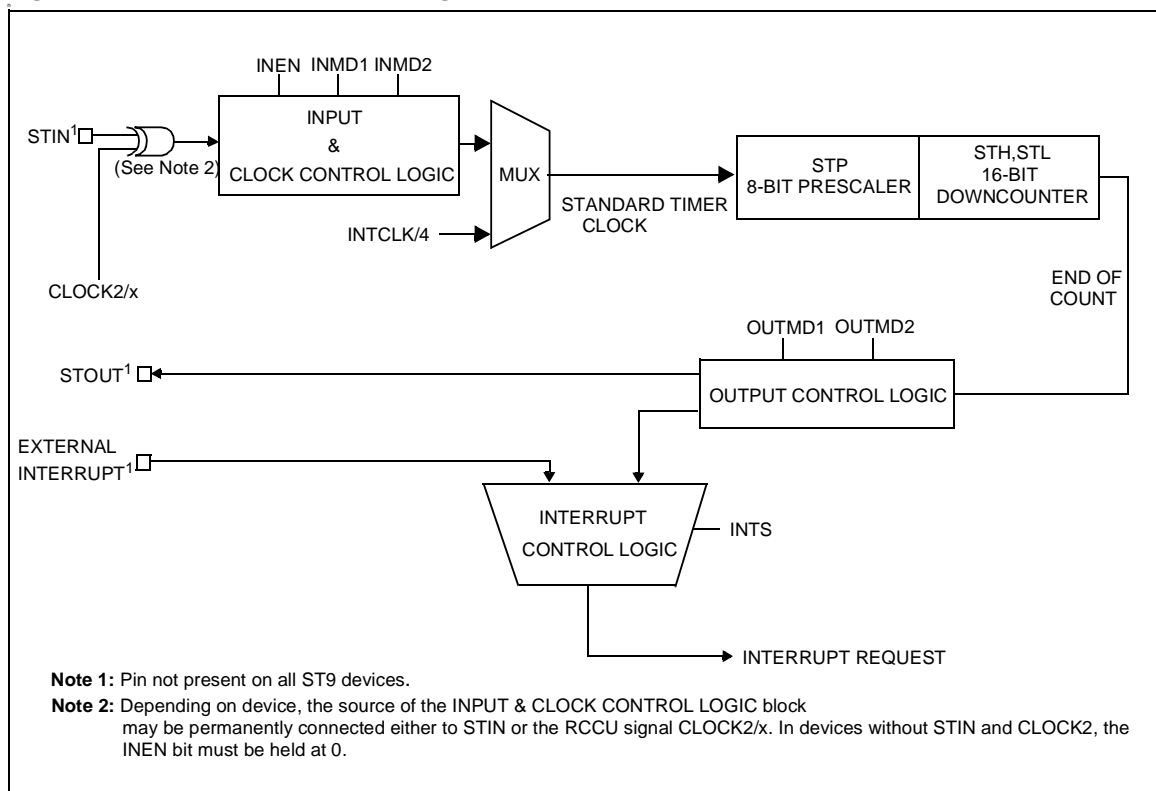 INEN INMD1 INMD2
INPUT
&
CLOCK CONTROL LOGIC
STIN1
(See Note 2)
MUX
INTCLK/4
CLOCK2/x
STANDARD TIMER
CLOCK
STP
8-BIT PRESCALER
STH,STL
16-BIT
DOWNCOUNTER
END OF
COUNT
OUTMD1 OUTMD2
STOUT1
OUTPUT CONTROL LOGIC
EXTERNAL
INTERRUPT1
INTERRUPT
CONTROL LOGIC
INTS
INTERRUPT REQUEST
Note 1: Pin not present on all ST9 devices.
Note 2: Depending on device, the source of the INPUT & CLOCK CONTROL LOGIC block
may be permanently connected either to STIN or the RCCU signal CLOCK2/x. In devices without STIN and CLOCK2, the
INEN bit must be held at 0.